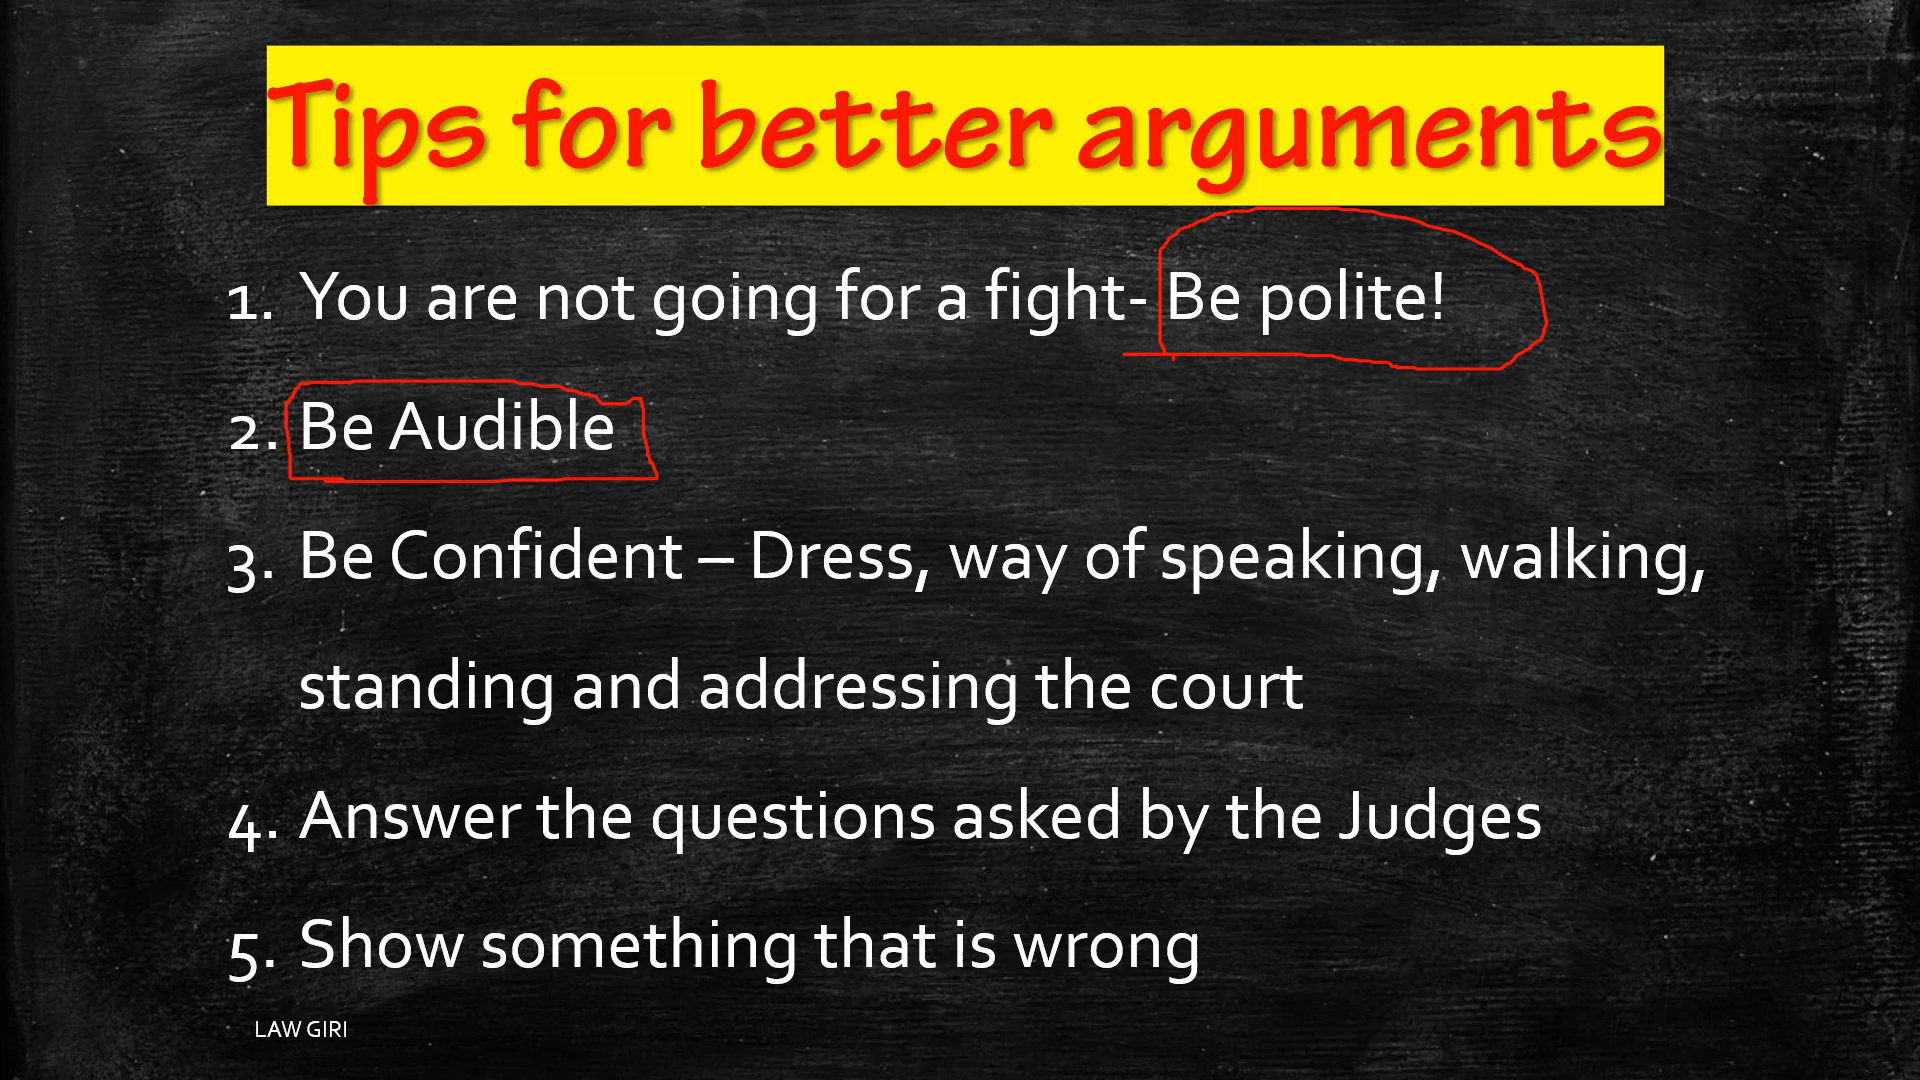 Tips for better arguments
1. You are not going for a fight- Be polite!
2. Be Audible
3. Be Confident – Dress, way of speaking, walking,
standing and addressing the court
4. Answer the questions asked by the Judges
5. Show something that is wrong
LAW GIRI